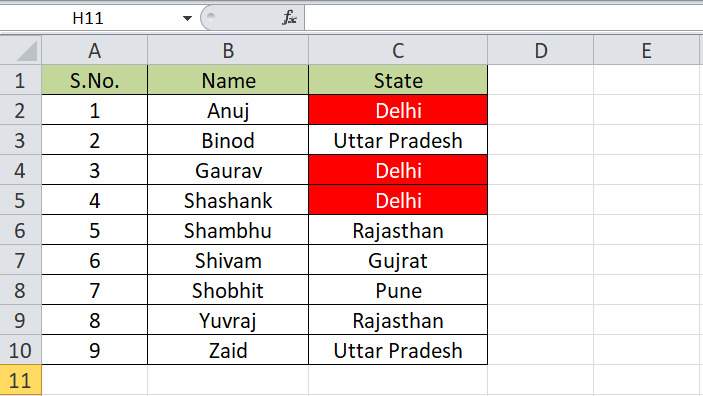 H11 fx
A B C D E
1 S.No. Name State
2 1 Anuj Delhi
3 2 Binod Uttar Pradesh
4 3 Gaurav Delhi
5 4 Shashank Delhi
6 5 Shambhu Rajasthan
7 6 Shivam Gujrat
8 7 Shobhit Pune
9 8 Yuvraj Rajasthan
10 9 Zaid Uttar Pradesh
11